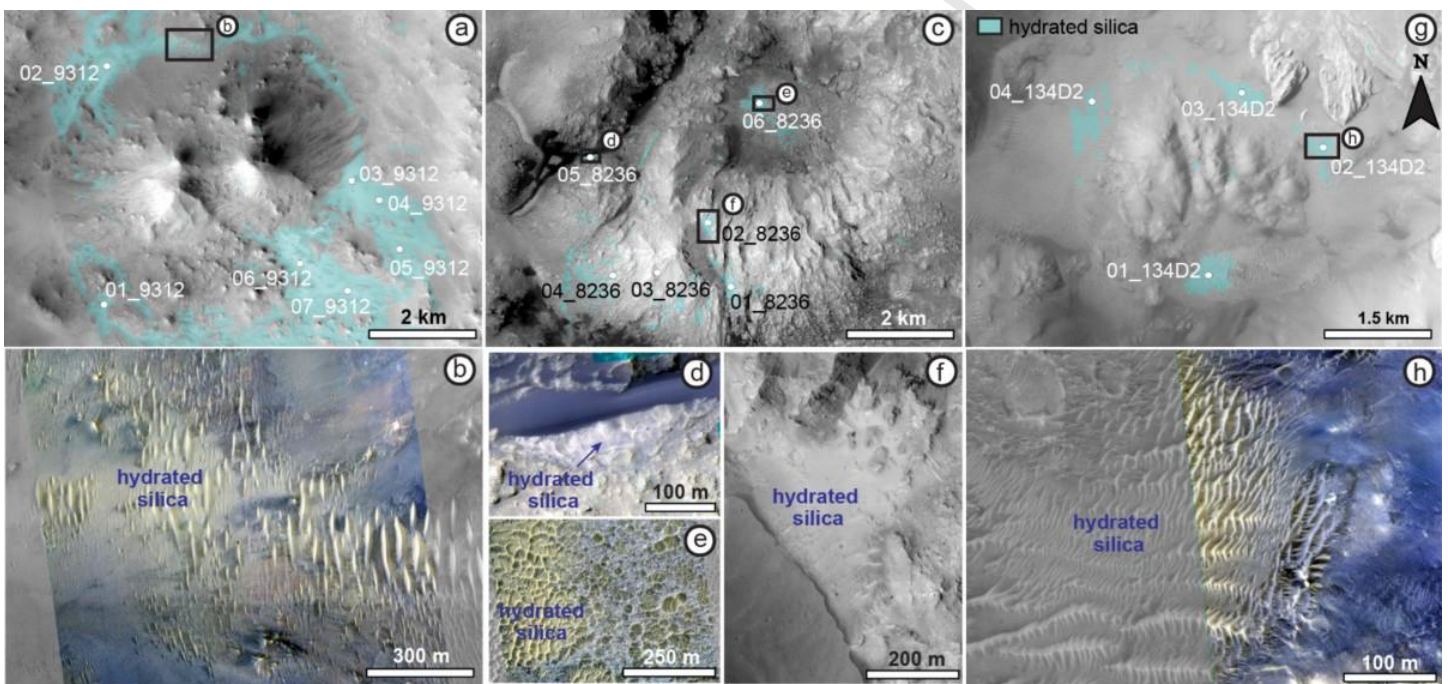 a
b
02_9312
03_9312
04_9312
05_9312
06_9312
01_9312
07_9312
2 km
c
e
06_8236
d
05_8236
f
02_8236
04_8236
03_8236
01_8236
2 km
hydrated silica
g
N
04_134D2
03_134D2
h
02_134D2
01_134D2
1.5 km
b
hydrated
silica
300 m
d
hydrated
silica
100 m
e
hydrated
silica
250 m
f
hydrated
silica
200 m
h
hydrated
silica
100 m